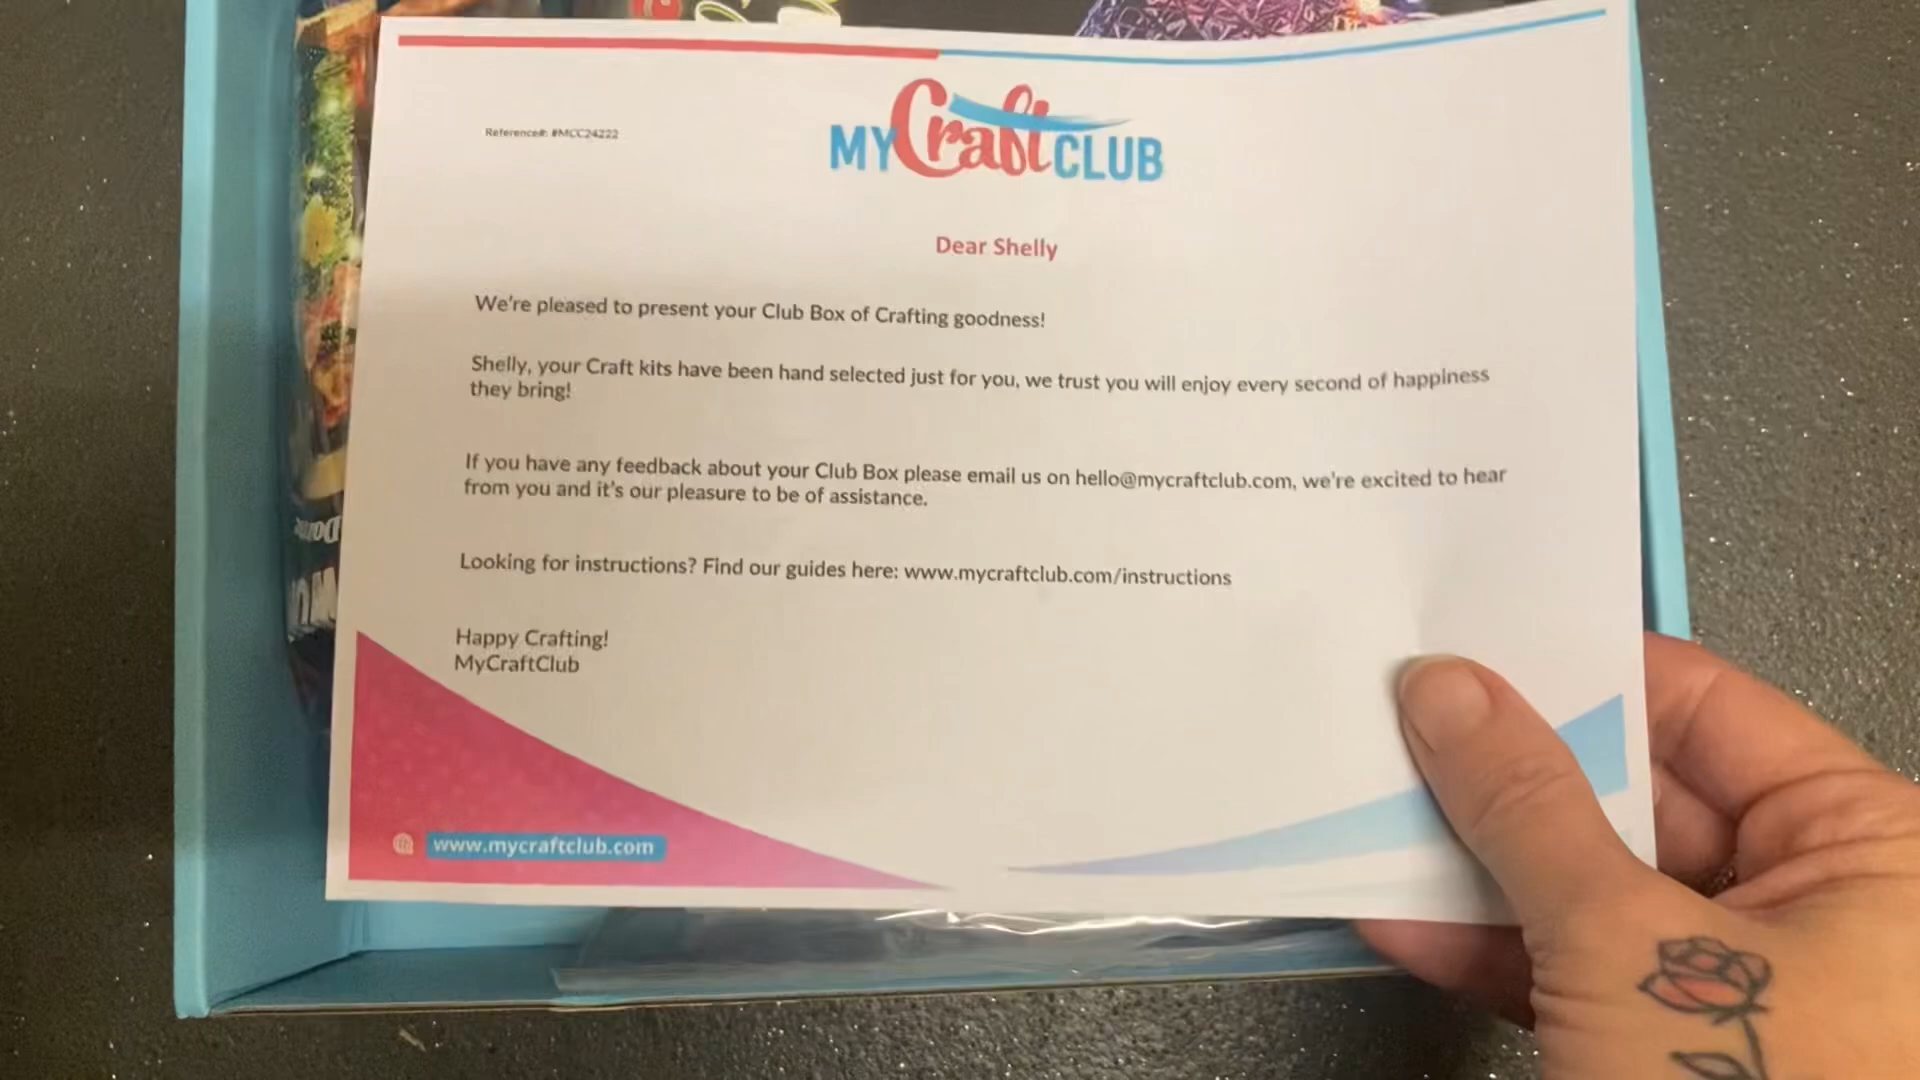 Reference#: #MCC24222
MY Craft CLUB
Dear Shelly
We're pleased to present your Club Box of Crafting goodness!
Shelly, your Craft kits have been hand selected just for you, we trust you will enjoy every second of happiness
they bring!
If you have any feedback about your Club Box please email us on hello@mycraftclub.com, we're excited to hear
from you and it's our pleasure to be of assistance.
Looking for instructions? Find our guides here: www.mycraftclub.com/instructions
Happy Crafting!
MyCraftClub
www.mycraftclub.com